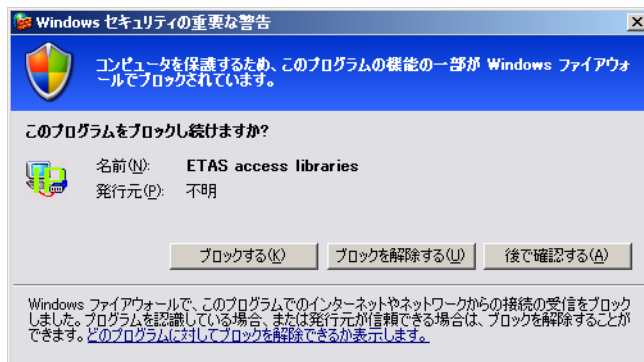 Windows セキュリティの重要な警告
コンピュータを保護するため、このプログラムの機能の一部が Windows ファイアウォ
ールでブロックされています。
このプログラムをブロックし続けますか?
名前(N): ETAS access libraries
発行元(P): 不明
ブロックする(K) ブロックを解除する(U) 後で確認する(A)
Windows ファイアウォールで、このプログラムでのインターネットやネットワークからの接続の受信をブロック
しました。プログラムを認識している場合、または発行元が信頼できる場合は、ブロックを解除することが
できます。どのプログラムに対してブロックを解除できるか表示します。